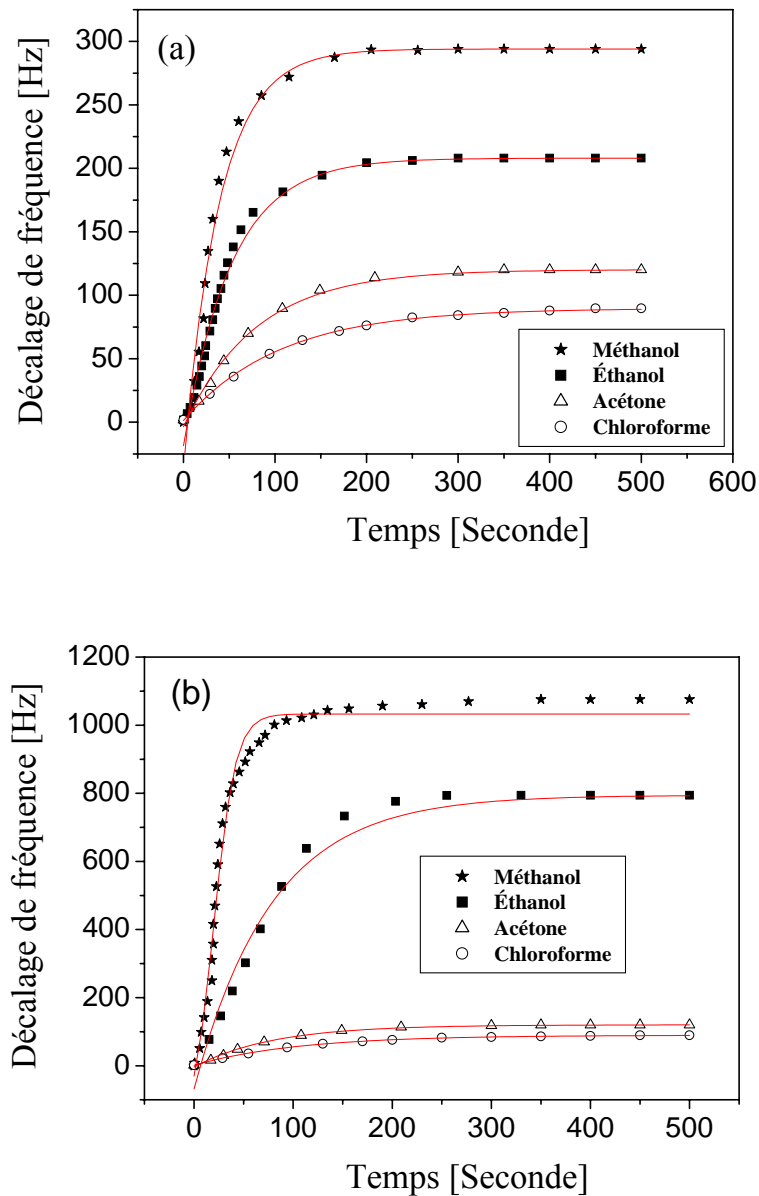 (a)
Décalage de fréquence [Hz]
300
250
200
150
100
50
0
Méthanol
Éthanol
Acétone
Chloroforme
0 100 200 300 400 500 600
Temps [Seconde]
(b)
Décalage de fréquence [Hz]
1200
1000
800
600
400
200
0
Méthanol
Éthanol
Acétone
Chloroforme
0 100 200 300 400 500
Temps [Seconde]